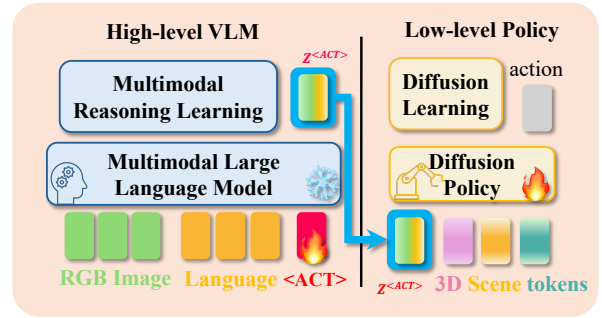 High-level VLM
Low-level Policy
Multimodal
Reasoning Learning
z<ACT>
Diffusion
Learning
action
Multimodal Large
Language Model
Diffusion
Policy
RGB Image
Language
<ACT>
z<ACT>
3D Scene tokens